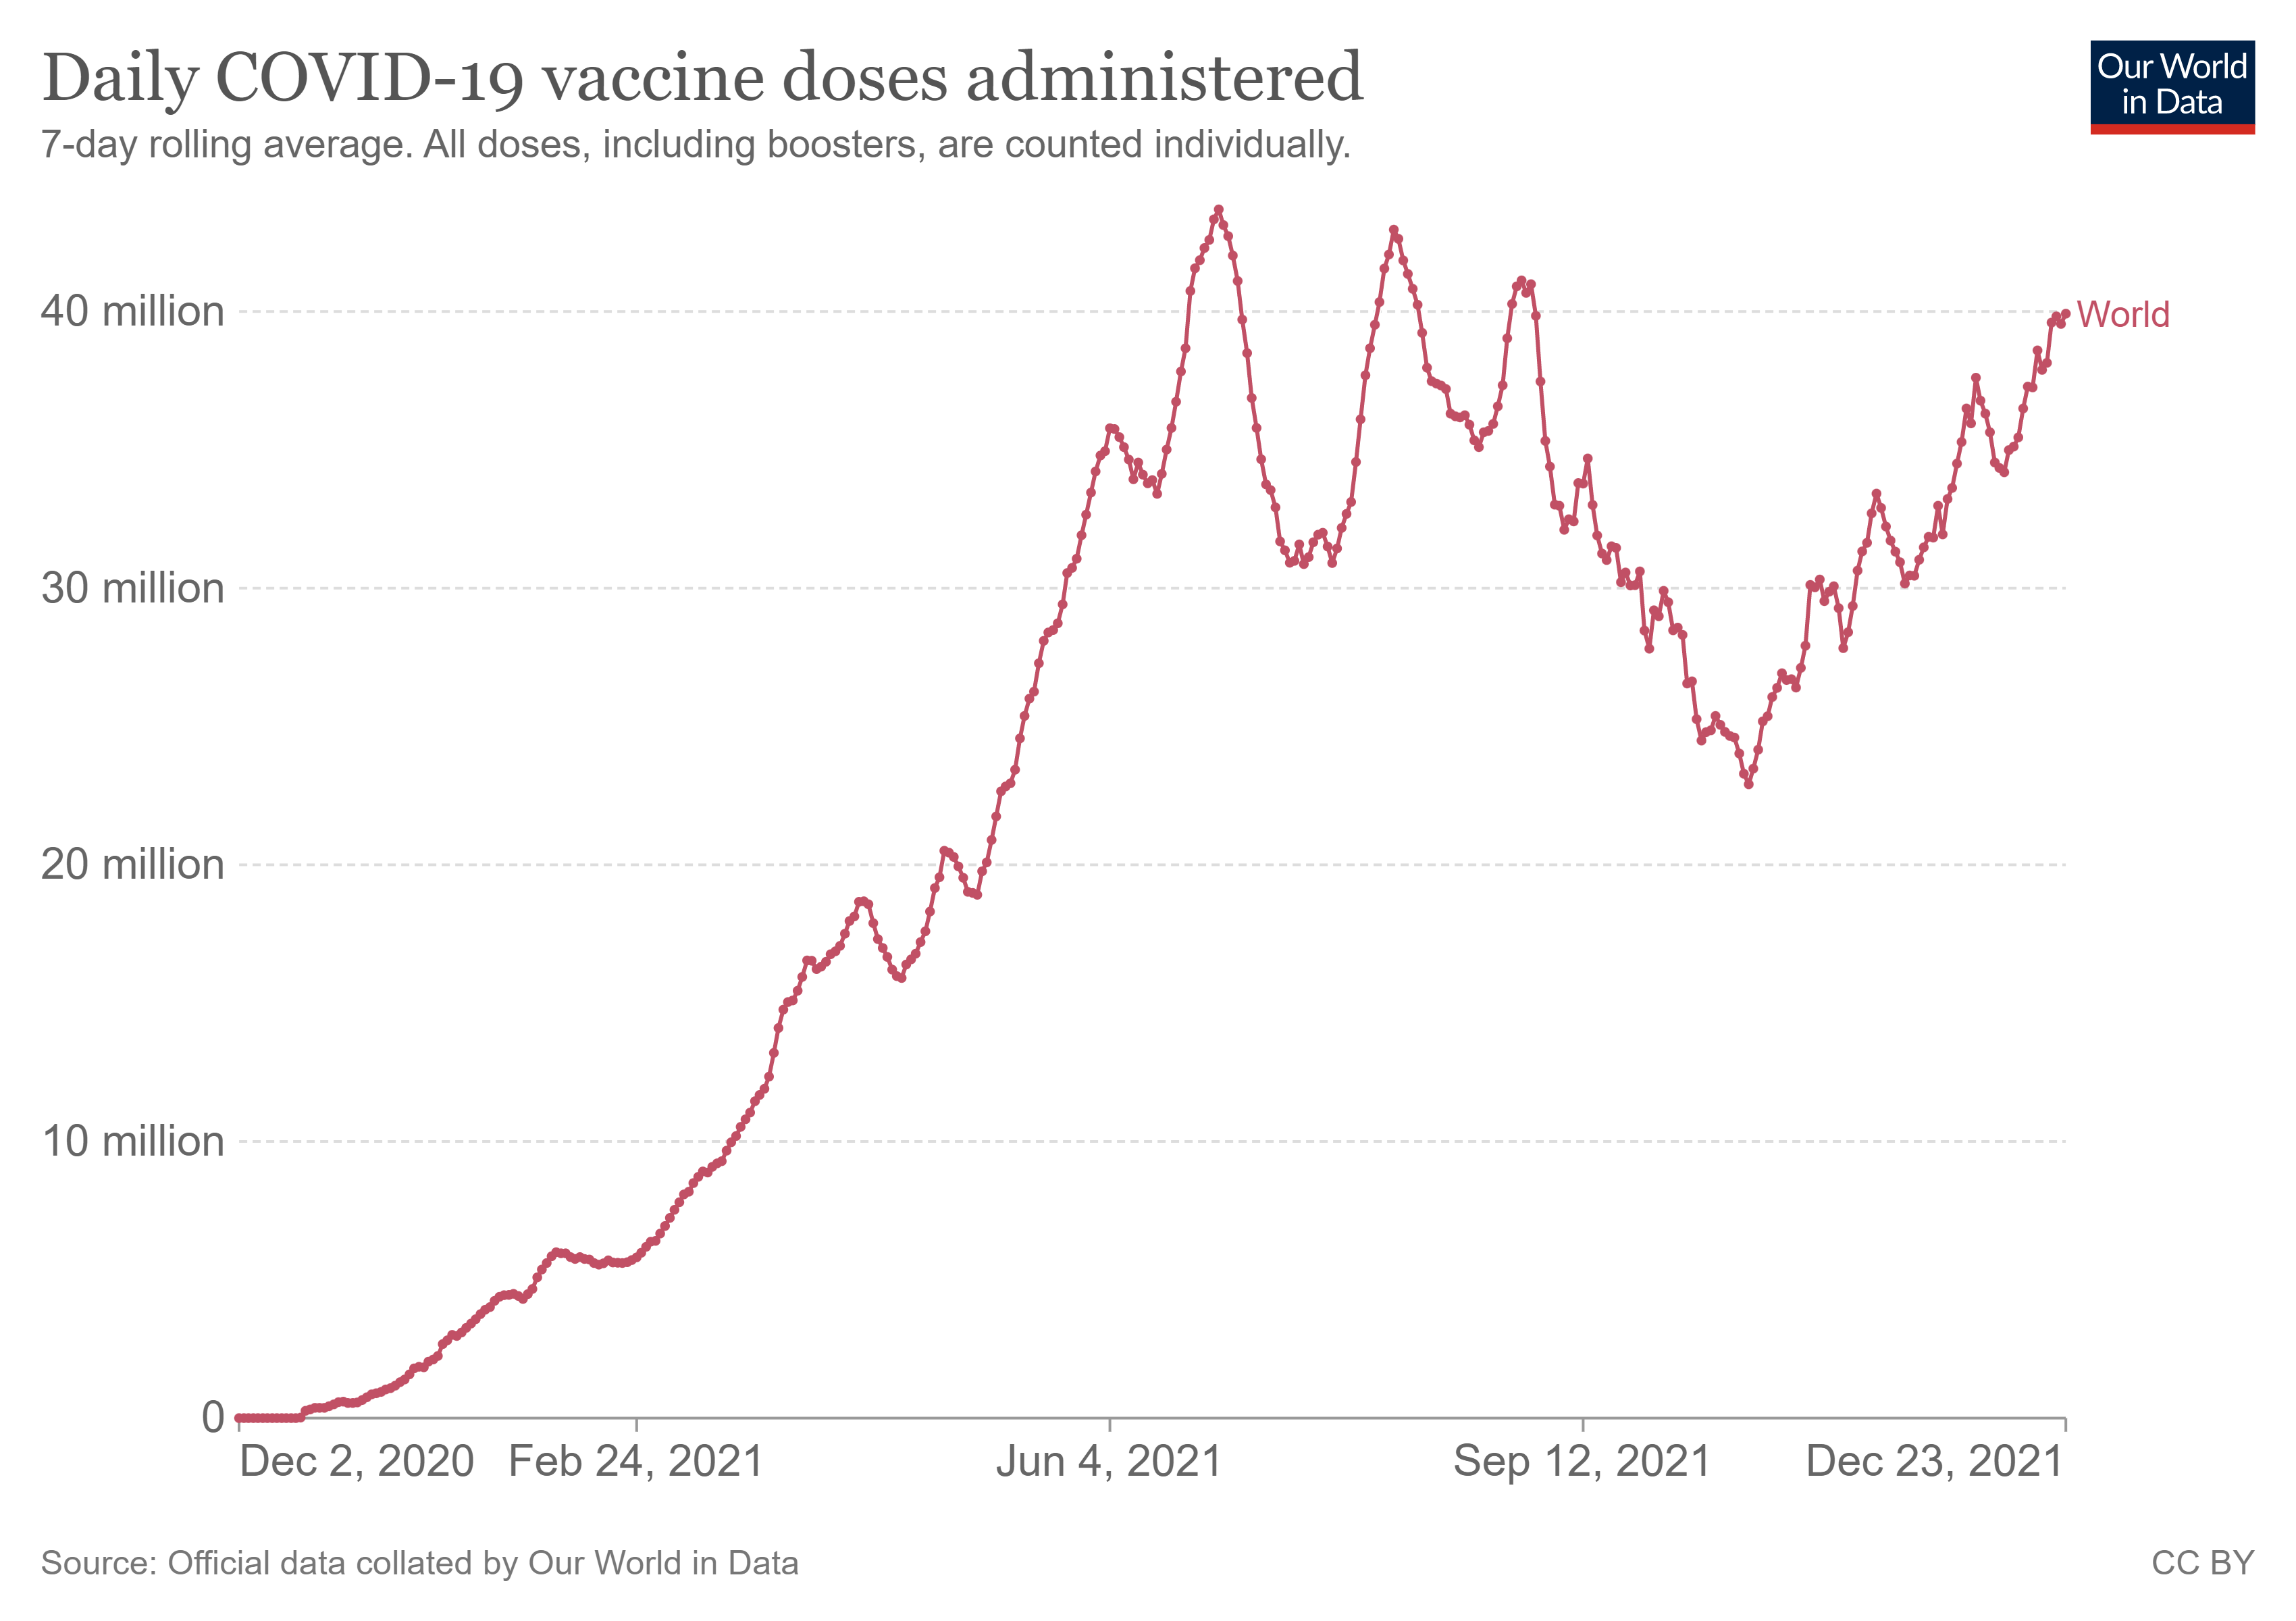 Daily COVID-19 vaccine doses administered
7-day rolling average. All doses, including boosters, are counted individually.
Our World
in Data
40 million
World
30 million
20 million
10 million
0
Dec 2, 2020
Feb 24, 2021
Jun 4, 2021
Sep 12, 2021
Dec 23, 2021
Source: Official data collated by Our World in Data
CC BY